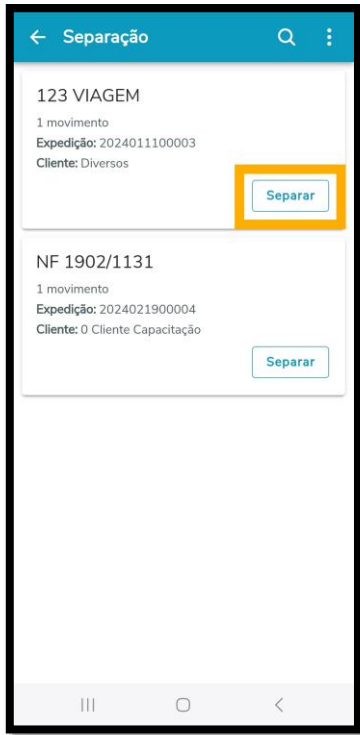 Separação
123 VIAGEM
1 movimento
Expedição: 2024011100003
Cliente: Diversos
Separar
NF 1902/1131
1 movimento
Expedição: 2024021900004
Cliente: 0 Cliente Capacitação
Separar